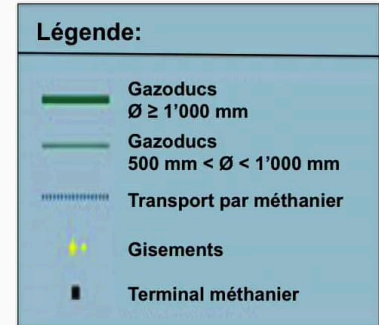 Légende:
Gazoducs
Ø ≥ 1'000 mm
Gazoducs
500 mm < Ø < 1'000 mm
Transport par méthanier
Gisements
Terminal méthanier